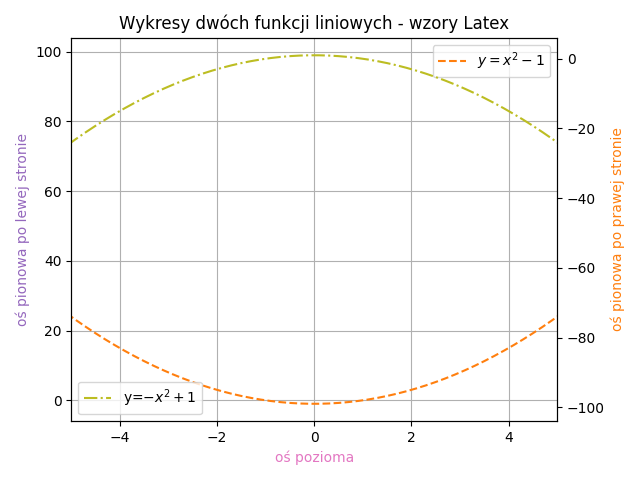 Wykresy dwóch funkcji liniowych - wzory Latex
y = x² − 1
y=−x² + 1
oś pionowa po lewej stronie
100
80
60
40
20
0
oś pionowa po prawej stronie
0
−20
−40
−60
−80
−100
−4 −2 0 2 4
oś pozioma